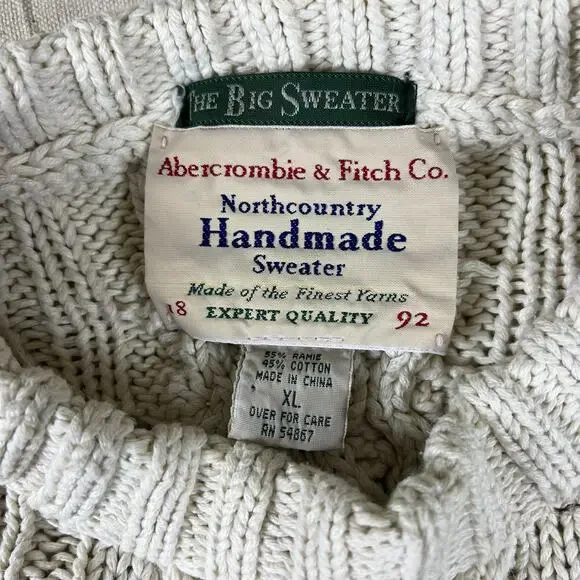 THE BIG SWEATER
Abercrombie & Fitch Co.
Northcountry
Handmade
Sweater
Made of the Finest Yarns
18 EXPERT QUALITY 92
55% RAMIE
45% COTTON
MADE IN CHINA
XL
OVER FOR CARE
RN 54867